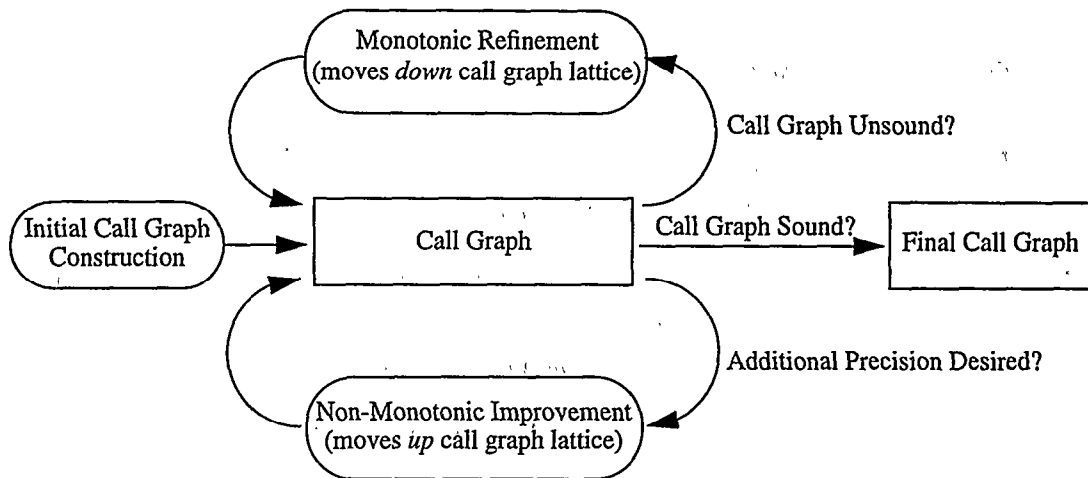 Monotonic Refinement
(moves down call graph lattice)
Call Graph Unsound?
Initial Call Graph
Construction
Call Graph
Call Graph Sound?
Final Call Graph
Additional Precision Desired?
Non-Monotonic Improvement
(moves up call graph lattice)